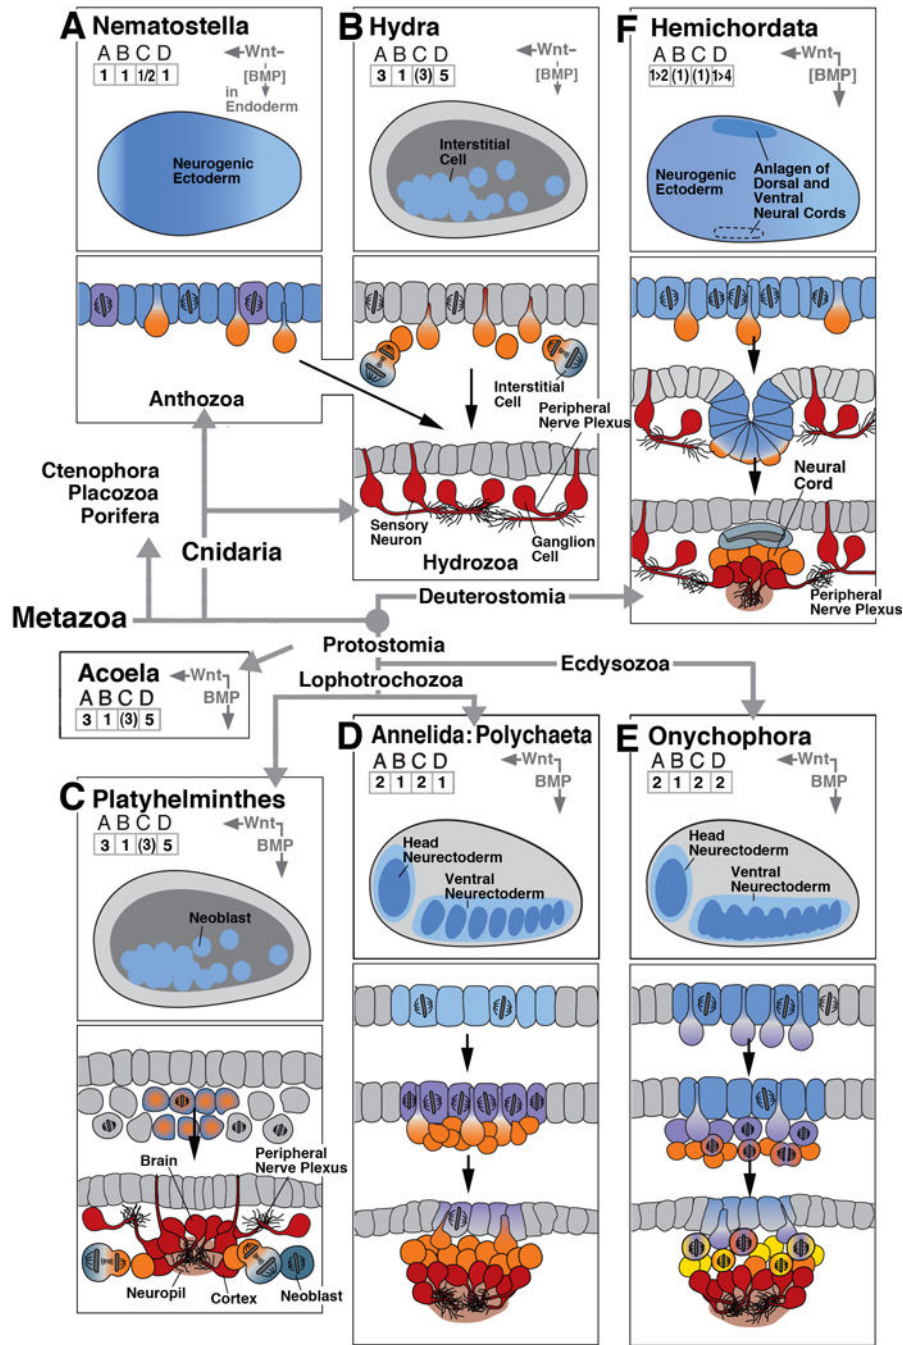 A Nematostella
A B C D
1 1 1/2 1
Wnt
[BMP]
in
Endoderm
Neurogenic
Ectoderm
Anthozoa
B Hydra
A B C D
3 1 (3) 5
Wnt
[BMP]
Interstitial
Cell
Interstitial
Cell
Peripheral
Nerve Plexus
Sensory
Neuron
Ganglion
Cell
Hydrozoa
F Hemichordata
A B C D
1>2 (1) (1) 1>4
Wnt
[BMP]
Neurogenic
Ectoderm
Anlagen of
Dorsal and
Ventral
Neural Cords
Neural
Cord
Peripheral
Nerve Plexus
Ctenophora
Placozoa
Porifera
Cnidaria
Metazoa
Deuterostomia
Protostomia
Lophotrochozoa
Ecdysozoa
Acoela
A B C D
3 1 (3) 5
Wnt
BMP
C Platyhelminthes
A B C D
3 1 (3) 5
Wnt
BMP
Neoblast
Brain
Peripheral
Nerve Plexus
Neuropil
Cortex
Neoblast
D Annelida: Polychaeta
A B C D
2 1 2 1
Wnt
BMP
Head
Neurectoderm
Ventral
Neurectoderm
E Onychophora
A B C D
2 1 2 2
Wnt
BMP
Head
Neurectoderm
Ventral
Neurectoderm